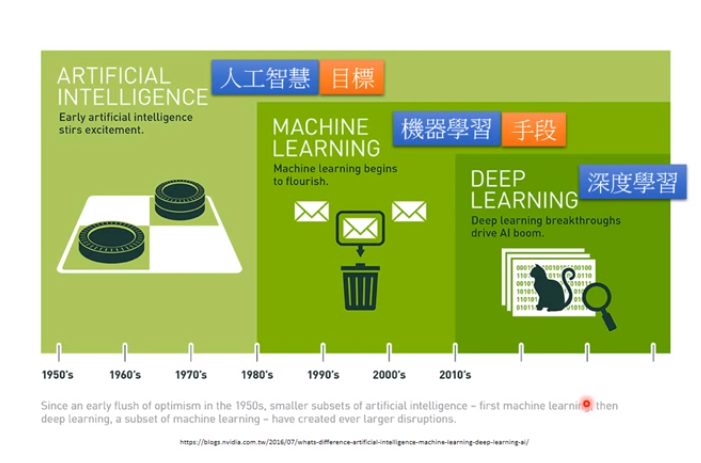 ARTIFICIAL
INTELLIGENCE
人工智慧
目標
Early artificial intelligence
stirs excitement.
MACHINE
LEARNING
機器學習
手段
Machine learning begins
to flourish.
DEEP
LEARNING
深度學習
Deep learning breakthroughs
drive AI boom.
1950's
1960's
1970's
1980's
1990's
2000's
2010's
Since an early flush of optimism in the 1950s, smaller subsets of artificial intelligence – first machine learning, then
deep learning, a subset of machine learning – have created ever larger disruptions.
https://blogs.nvidia.com.tw/2016/07/whats-difference-artificial-intelligence-machine-learning-deep-learning-ai/